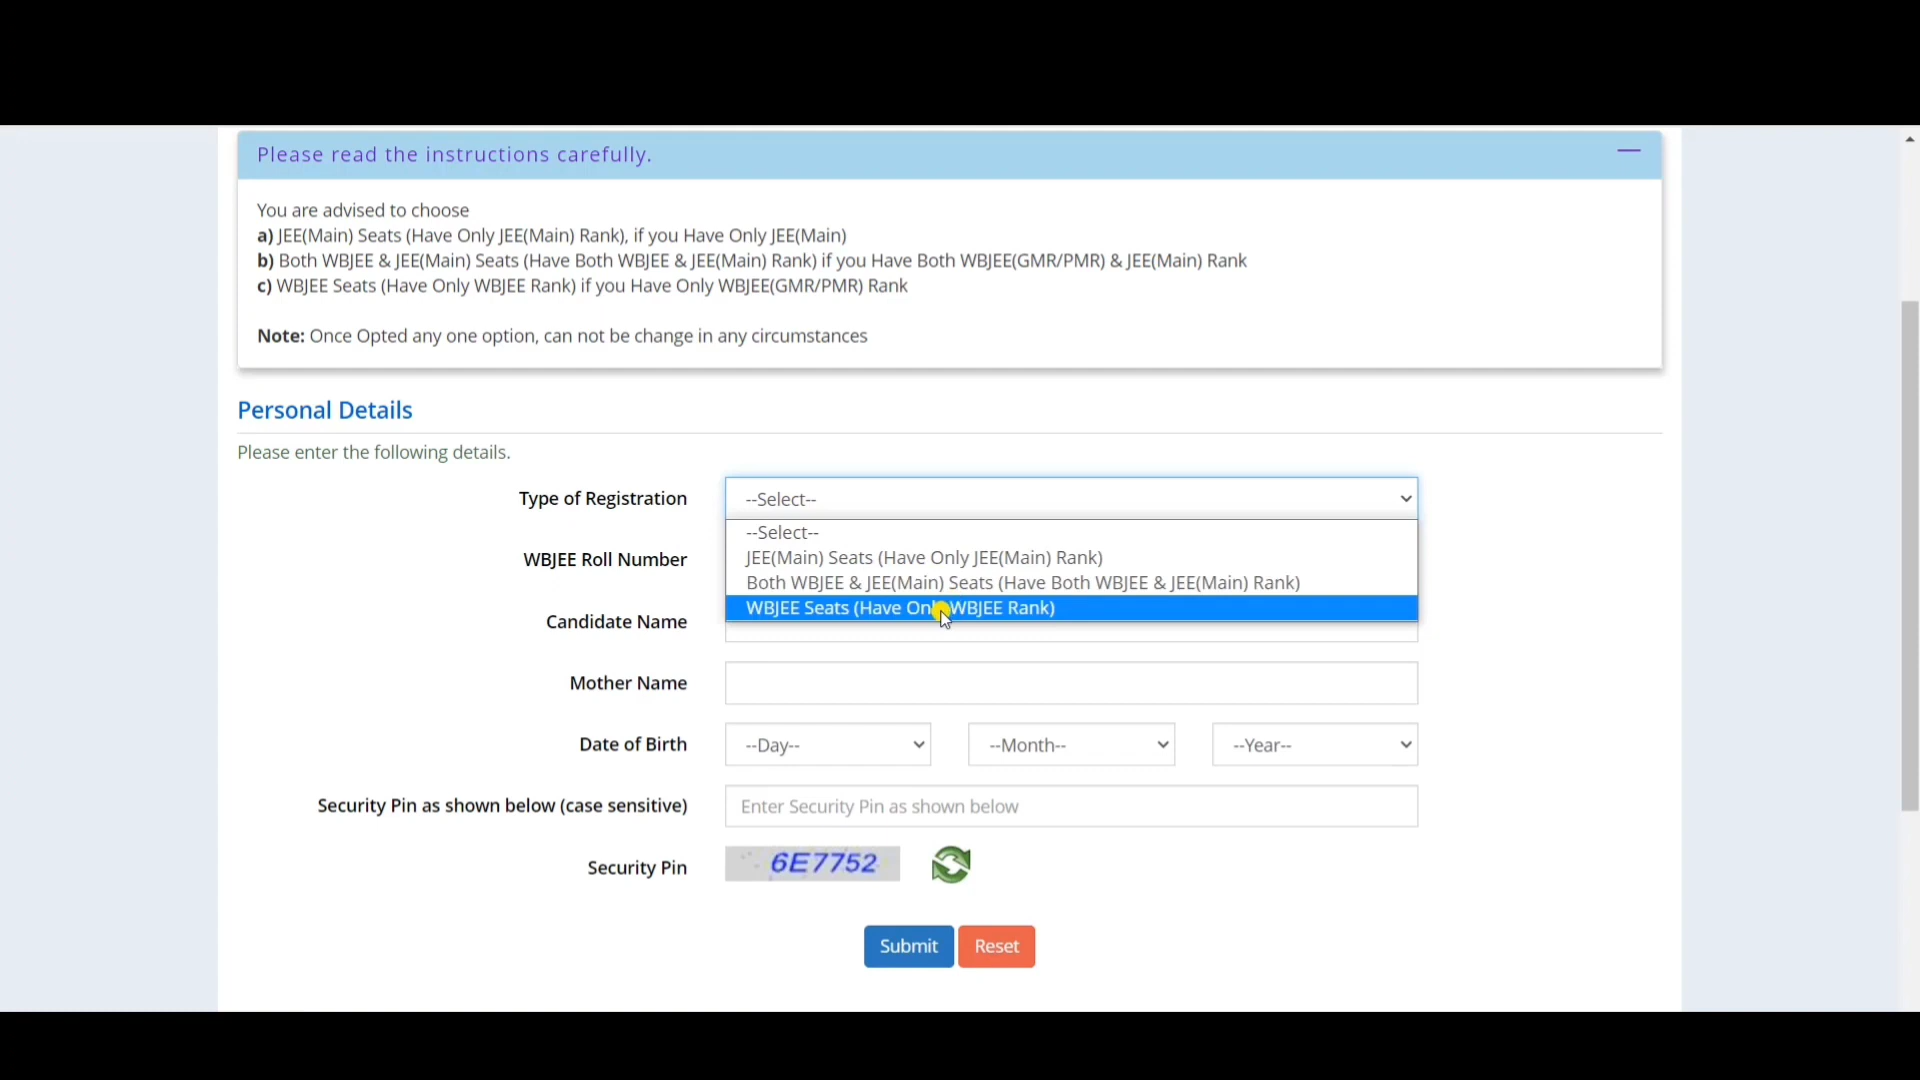 Please read the instructions carefully.
You are advised to choose
a) JEE(Main) Seats (Have Only JEE(Main) Rank), if you Have Only JEE(Main)
b) Both WBJEE & JEE(Main) Seats (Have Both WBJEE & JEE(Main) Rank) if you Have Both WBJEE(GMR/PMR) & JEE(Main) Rank
c) WBJEE Seats (Have Only WBJEE Rank) if you Have Only WBJEE(GMR/PMR) Rank
Note: Once Opted any one option, can not be change in any circumstances
Personal Details
Please enter the following details.
Type of Registration
--Select--
--Select--
JEE(Main) Seats (Have Only JEE(Main) Rank)
Both WBJEE & JEE(Main) Seats (Have Both WBJEE & JEE(Main) Rank)
WBJEE Seats (Have Only WBJEE Rank)
WBJEE Roll Number
Candidate Name
Mother Name
Date of Birth
--Day--
--Month--
--Year--
Security Pin as shown below (case sensitive)
Enter Security Pin as shown below
Security Pin
6E7752
Submit
Reset